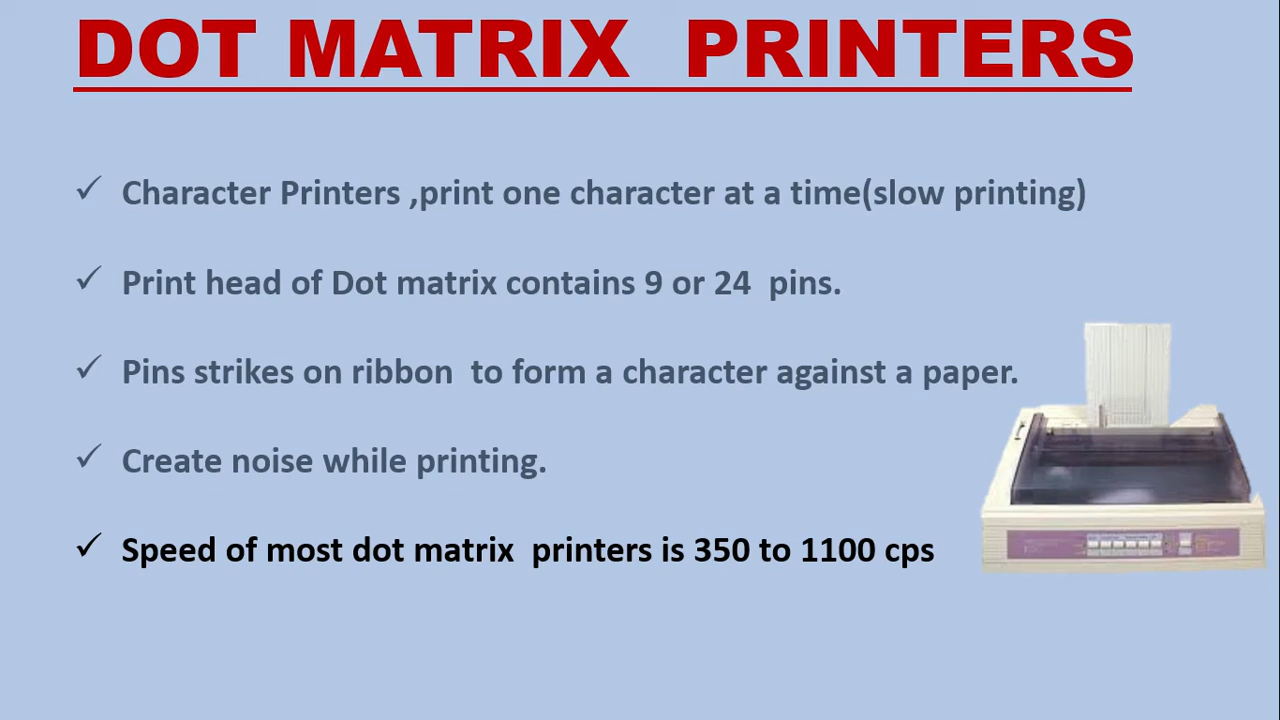 DOT MATRIX  PRINTERS
✓ Character Printers ,print one character at a time(slow printing)
✓ Print head of Dot matrix contains 9 or 24  pins.
✓ Pins strikes on ribbon  to form a character against a paper.
✓ Create noise while printing.
✓ Speed of most dot matrix  printers is 350 to 1100 cps